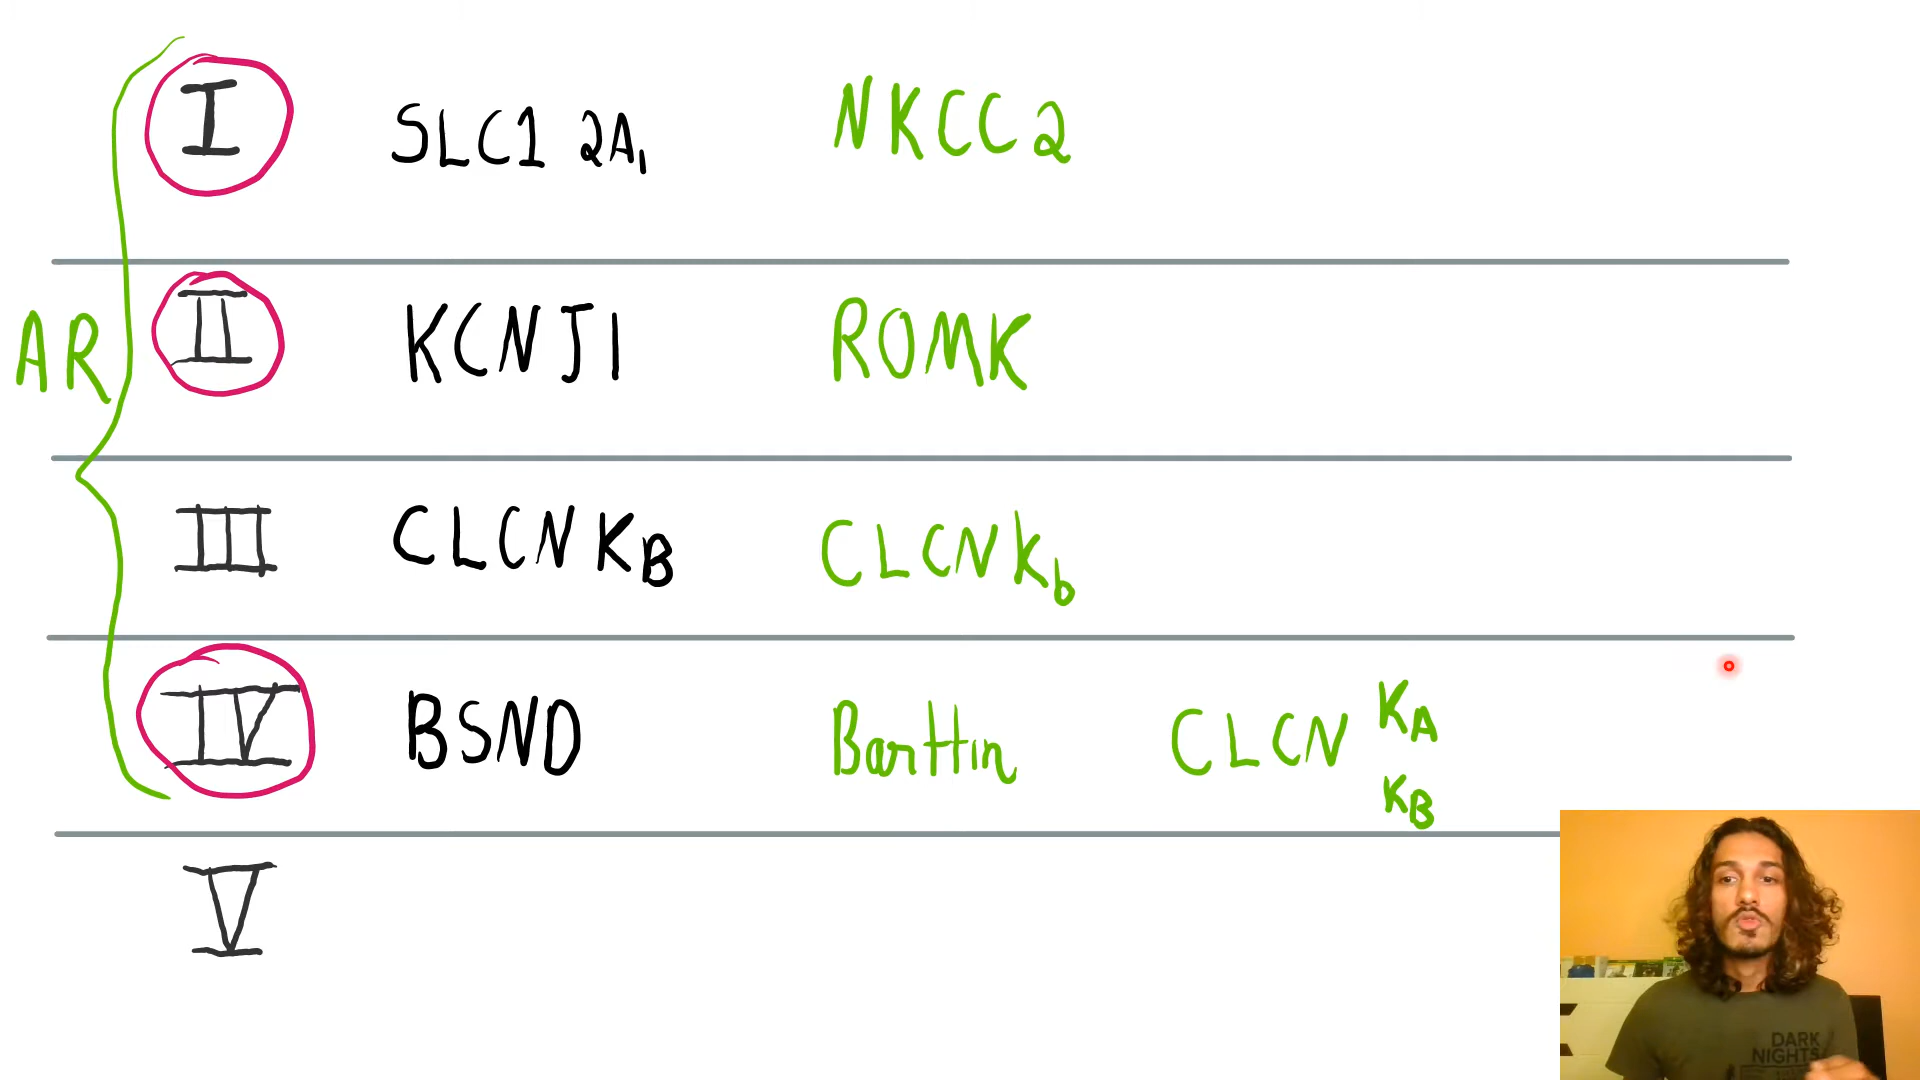 I SLC12A1 NKCC2
AR
II KCNJ1 ROMK
III CLCNKB CLCNKb
IV BSND Barttin CLCN KA
KB
V
DARK
NIGHTS